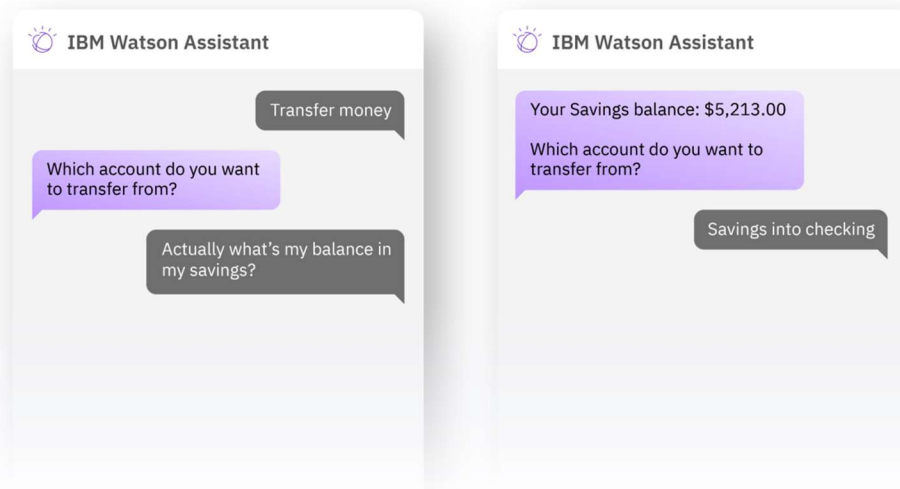 IBM Watson Assistant
Transfer money
Which account do you want
to transfer from?
Actually what’s my balance in
my savings?
IBM Watson Assistant
Your Savings balance: $5,213.00
Which account do you want to
transfer from?
Savings into checking